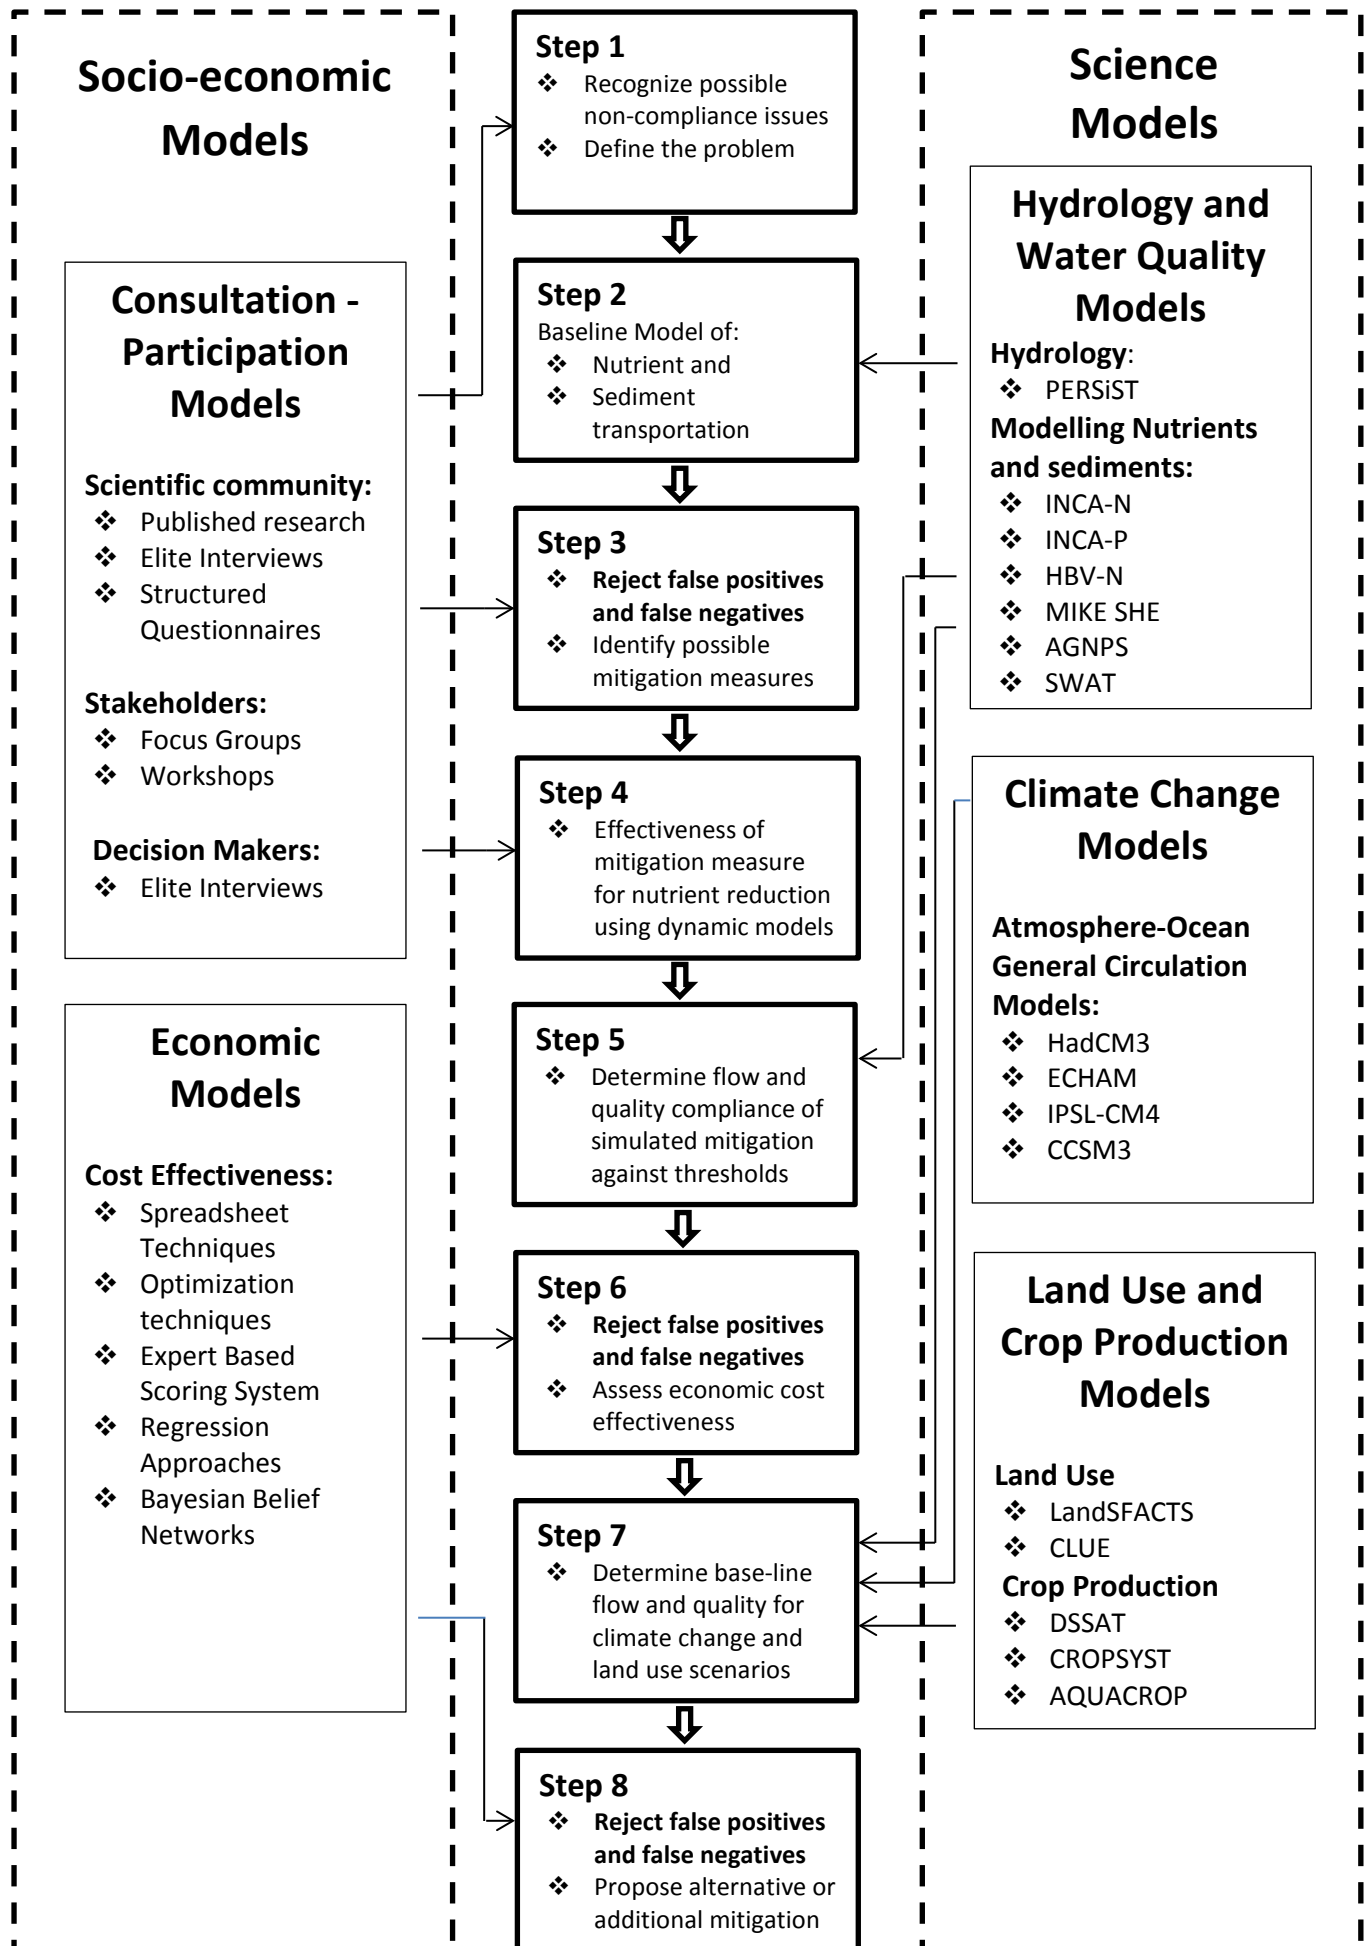 Socio-economic
Models
Consultation -
Participation
Models
Scientific community:
❖ Published research
❖ Elite Interviews
❖ Structured
Questionnaires
Stakeholders:
❖ Focus Groups
❖ Workshops
Decision Makers:
❖ Elite Interviews
Economic
Models
Cost Effectiveness:
❖ Spreadsheet
Techniques
❖ Optimization
techniques
❖ Expert Based
Scoring System
❖ Regression
Approaches
❖ Bayesian Belief
Networks
Step 1
❖ Recognize possible
non-compliance issues
❖ Define the problem
Step 2
Baseline Model of:
❖ Nutrient and
❖ Sediment
transportation
Step 3
❖ Reject false positives
and false negatives
❖ Identify possible
mitigation measures
Step 4
❖ Effectiveness of
mitigation measure
for nutrient reduction
using dynamic models
Step 5
❖ Determine flow and
quality compliance of
simulated mitigation
against thresholds
Step 6
❖ Reject false positives
and false negatives
❖ Assess economic cost
effectiveness
Step 7
❖ Determine base-line
flow and quality for
climate change and
land use scenarios
Step 8
❖ Reject false positives
and false negatives
❖ Propose alternative or
additional mitigation
Science
Models
Hydrology and
Water Quality
Models
Hydrology:
❖ PERSiST
Modelling Nutrients
and sediments:
❖ INCA-N
❖ INCA-P
❖ HBV-N
❖ MIKE SHE
❖ AGNPS
❖ SWAT
Climate Change
Models
Atmosphere-Ocean
General Circulation
Models:
❖ HadCM3
❖ ECHAM
❖ IPSL-CM4
❖ CCSM3
Land Use and
Crop Production
Models
Land Use
❖ LandSFACTS
❖ CLUE
Crop Production
❖ DSSAT
❖ CROPSYST
❖ AQUACROP